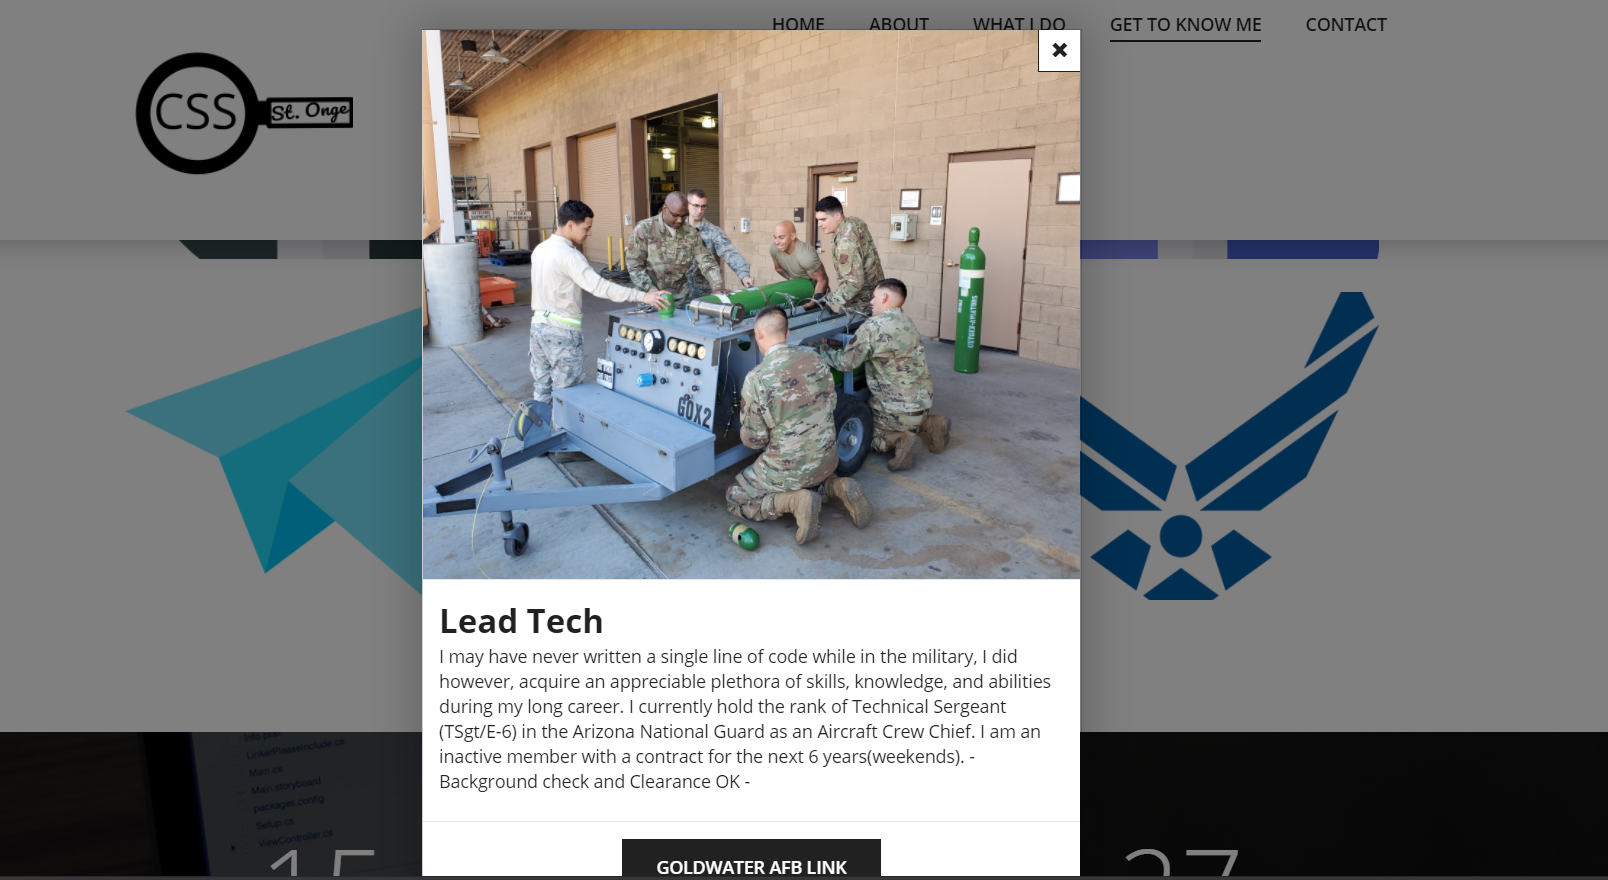 HOME ABOUT WHAT I DO GET TO KNOW ME CONTACT
CSS
St. Onge
GOX2
Lead Tech
I may have never written a single line of code while in the military, I did
however, acquire an appreciable plethora of skills, knowledge, and abilities
during my long career. I currently hold the rank of Technical Sergeant
(TSgt/E-6) in the Arizona National Guard as an Aircraft Crew Chief. I am an
inactive member with a contract for the next 6 years(weekends). -
Background check and Clearance OK -
GOLDWATER AFB LINK
LinkerPleaseInclude.cs
Main.cs
Main.storyboard
packages.config
Setup.cs
ViewController.cs
15
27